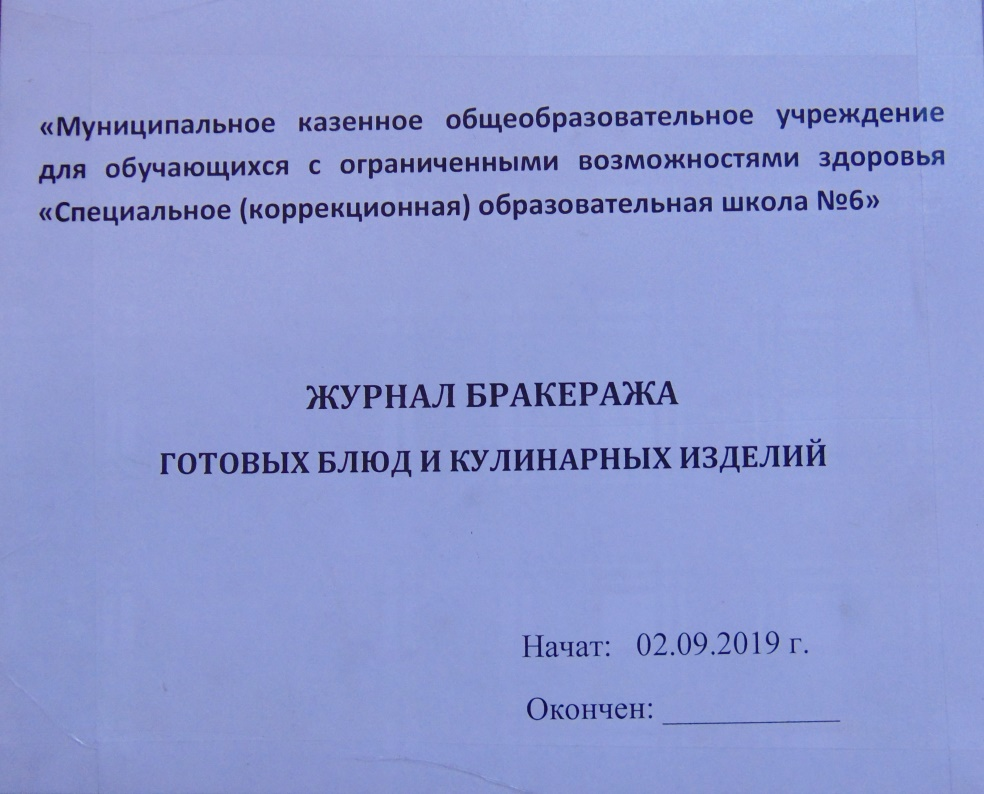 «Муниципальное казенное общеобразовательное учреждение
для обучающихся с ограниченными возможностями здоровья
«Специальное (коррекционная) образовательная школа №6»
ЖУРНАЛ БРАКЕРАЖА
ГОТОВЫХ БЛЮД И КУЛИНАРНЫХ ИЗДЕЛИЙ
Начат: 02.09.2019 г.
Окончен: ____________